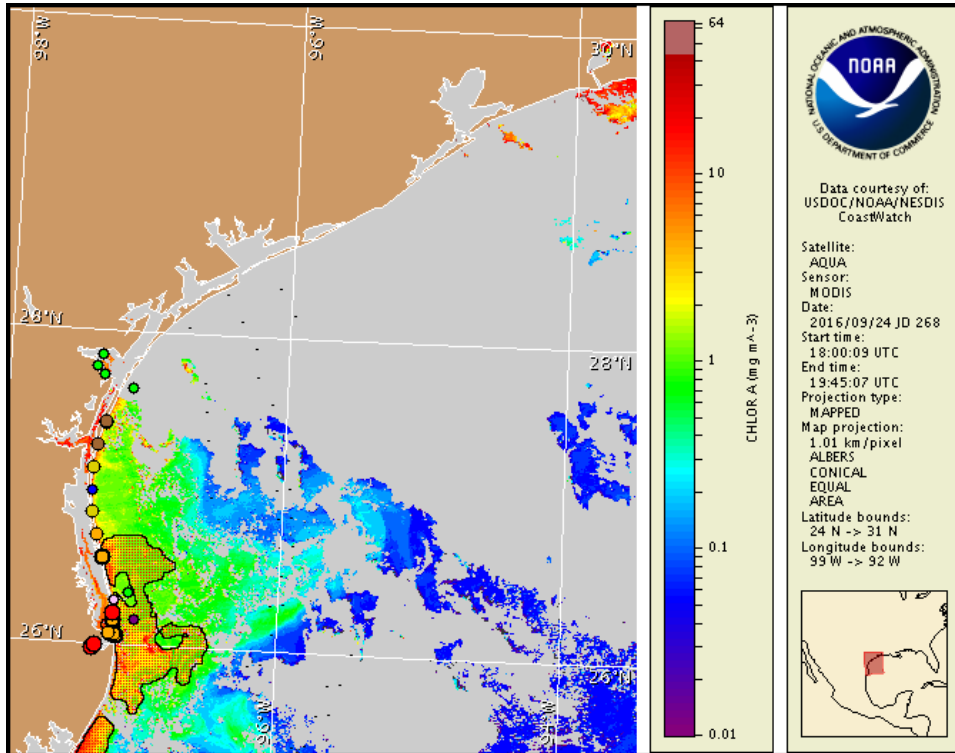 98°W
96°W
30°N
28°N
28°N
26°N
26°N
96°W
94°W
64
10
1
0.1
0.01
CHLOR A (mg m^-3)
NATIONAL OCEANIC AND ATMOSPHERIC ADMINISTRATION
NOAA
U.S. DEPARTMENT OF COMMERCE
Data courtesy of:
USDOC/NOAA/NESDIS
CoastWatch
Satellite:
AQUA
Sensor:
MODIS
Date:
2016/09/24 JD 268
Start time:
18:00:09 UTC
End time:
19:45:07 UTC
Projection type:
MAPPED
Map projection:
1.01 km/pixel
ALBERS
CONICAL
EQUAL
AREA
Latitude bounds:
24 N -> 31 N
Longitude bounds:
99 W -> 92 W